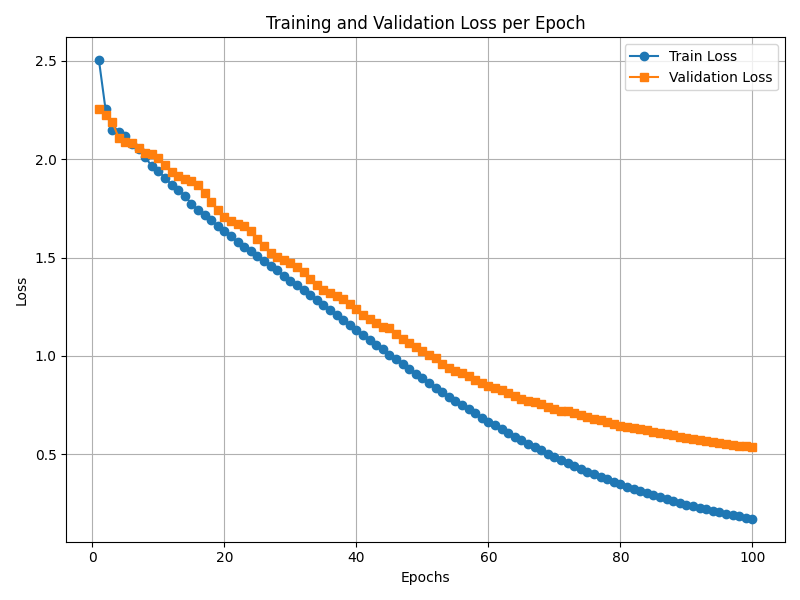 Training and Validation Loss per Epoch
Train Loss
Validation Loss
2.5
2.0
1.5
1.0
0.5
Loss
0 20 40 60 80 100
Epochs